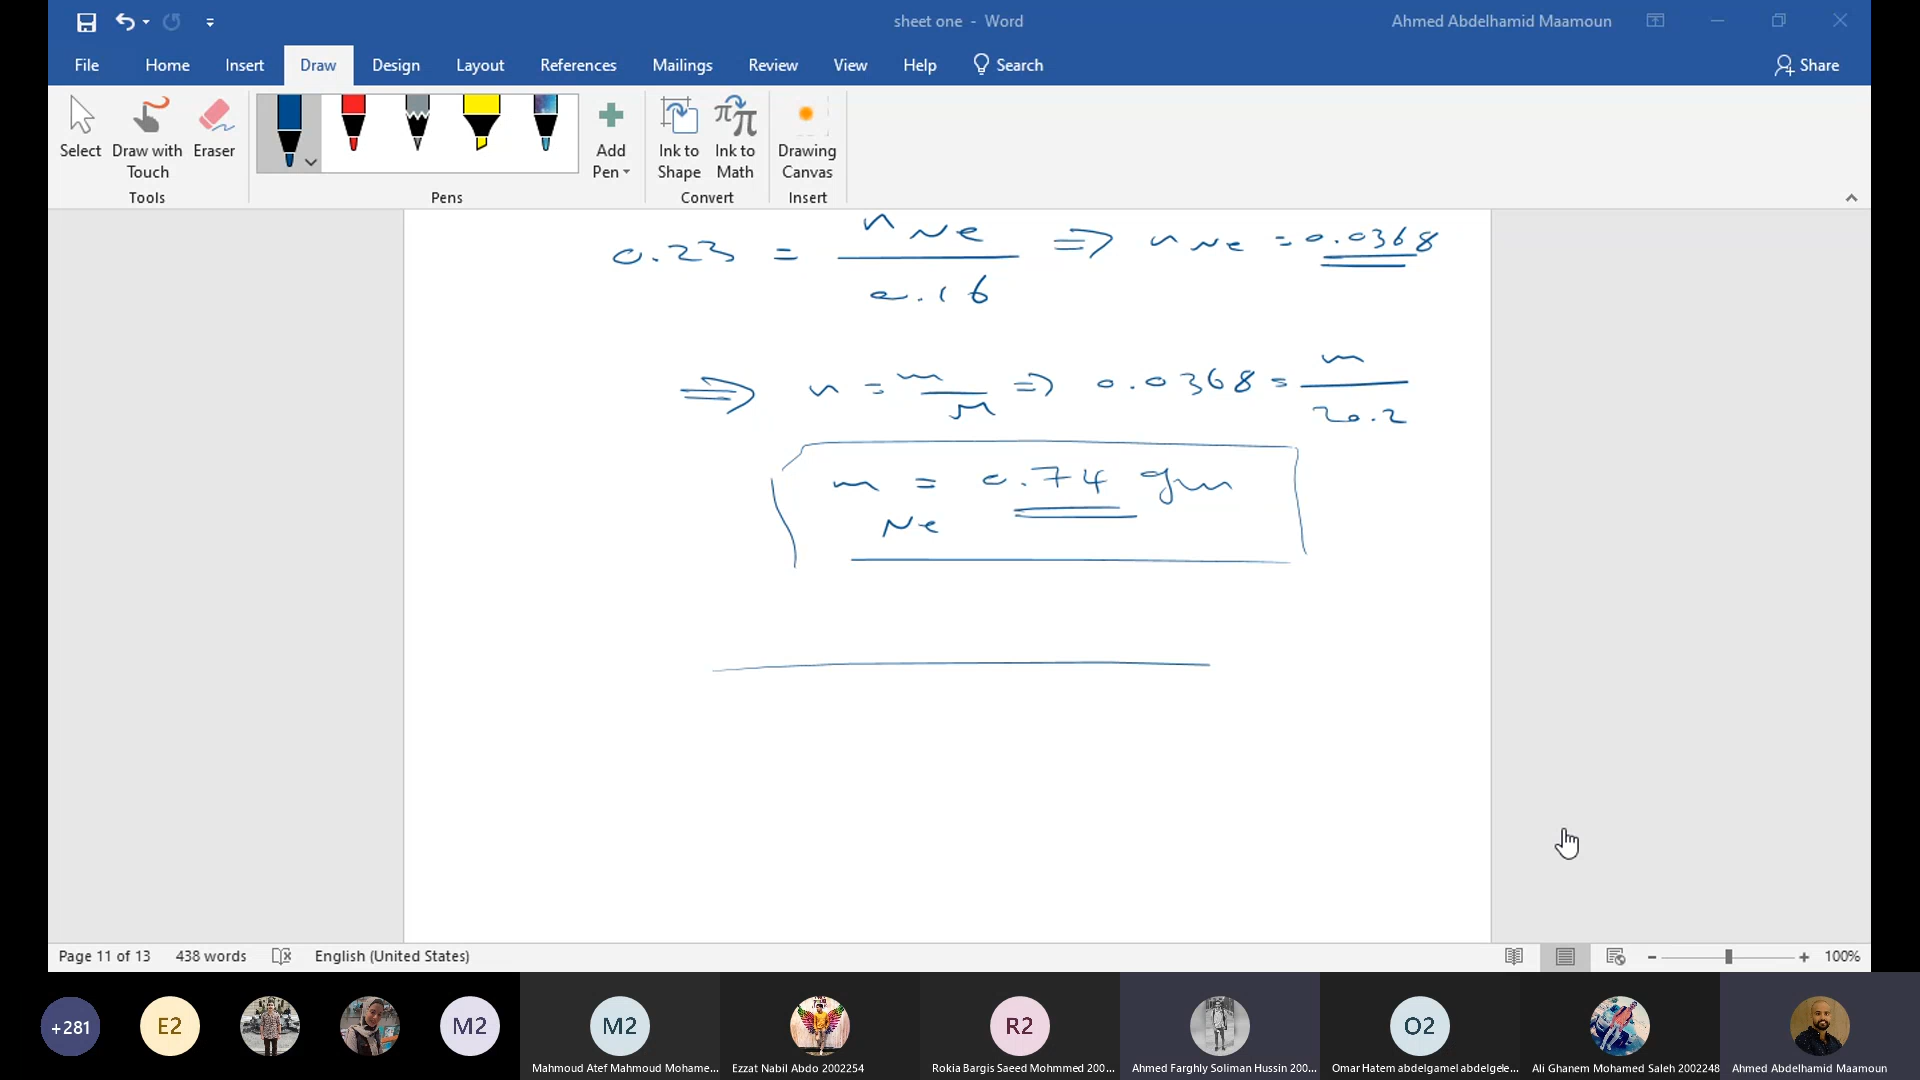 sheet one - Word
Ahmed Abdelhamid Maamoun
File Home Insert Draw Design Layout References Mailings Review View Help Search Share
Select
Draw with Touch
Eraser
Add Pen
Ink to Shape
Ink to Math
Drawing Canvas
Tools
Pens
Convert
Insert
0.23 = n Ne / 0.16 ⇒ n Ne = 0.0368
⇒ n = m / M ⇒ 0.0368 = m / 20.2
m Ne = 0.74 gm
Page 11 of 13 438 words English (United States) 100%
+281 E2 M2 M2 R2 O2
Mahmoud Atef Mahmoud Mohame...
Ezzat Nabil Abdo 2002254
Rokia Bargis Saeed Mohmmed 200...
Ahmed Farghly Soliman Hussin 200...
Omar Hatem abdelgamel abdelgele...
Ali Ghanem Mohamed Saleh 2002248
Ahmed Abdelhamid Maamoun